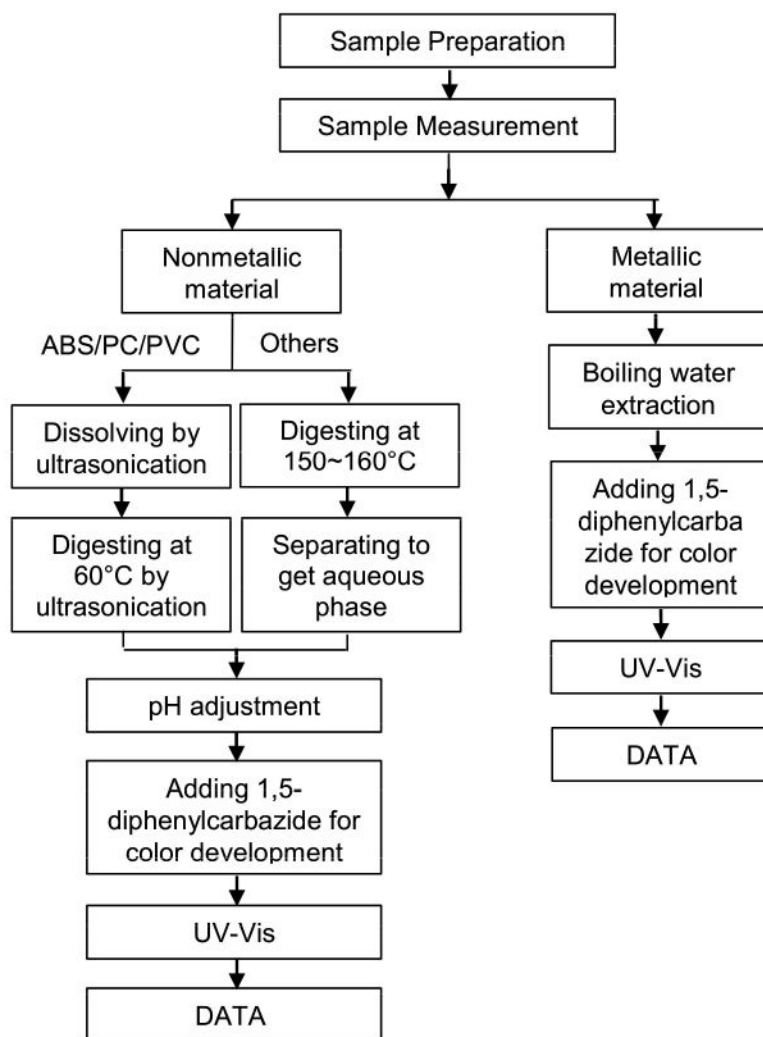 Sample Preparation
Sample Measurement
Nonmetallic
material
ABS/PC/PVC
Others
Dissolving by
ultrasonication
Digesting at
150~160°C
Digesting at
60°C by
ultrasonication
Separating to
get aqueous
phase
pH adjustment
Adding 1,5-
diphenylcarbazide for
color development
UV-Vis
DATA
Metallic
material
Boiling water
extraction
Adding 1,5-
diphenylcarba
zide for color
development
UV-Vis
DATA